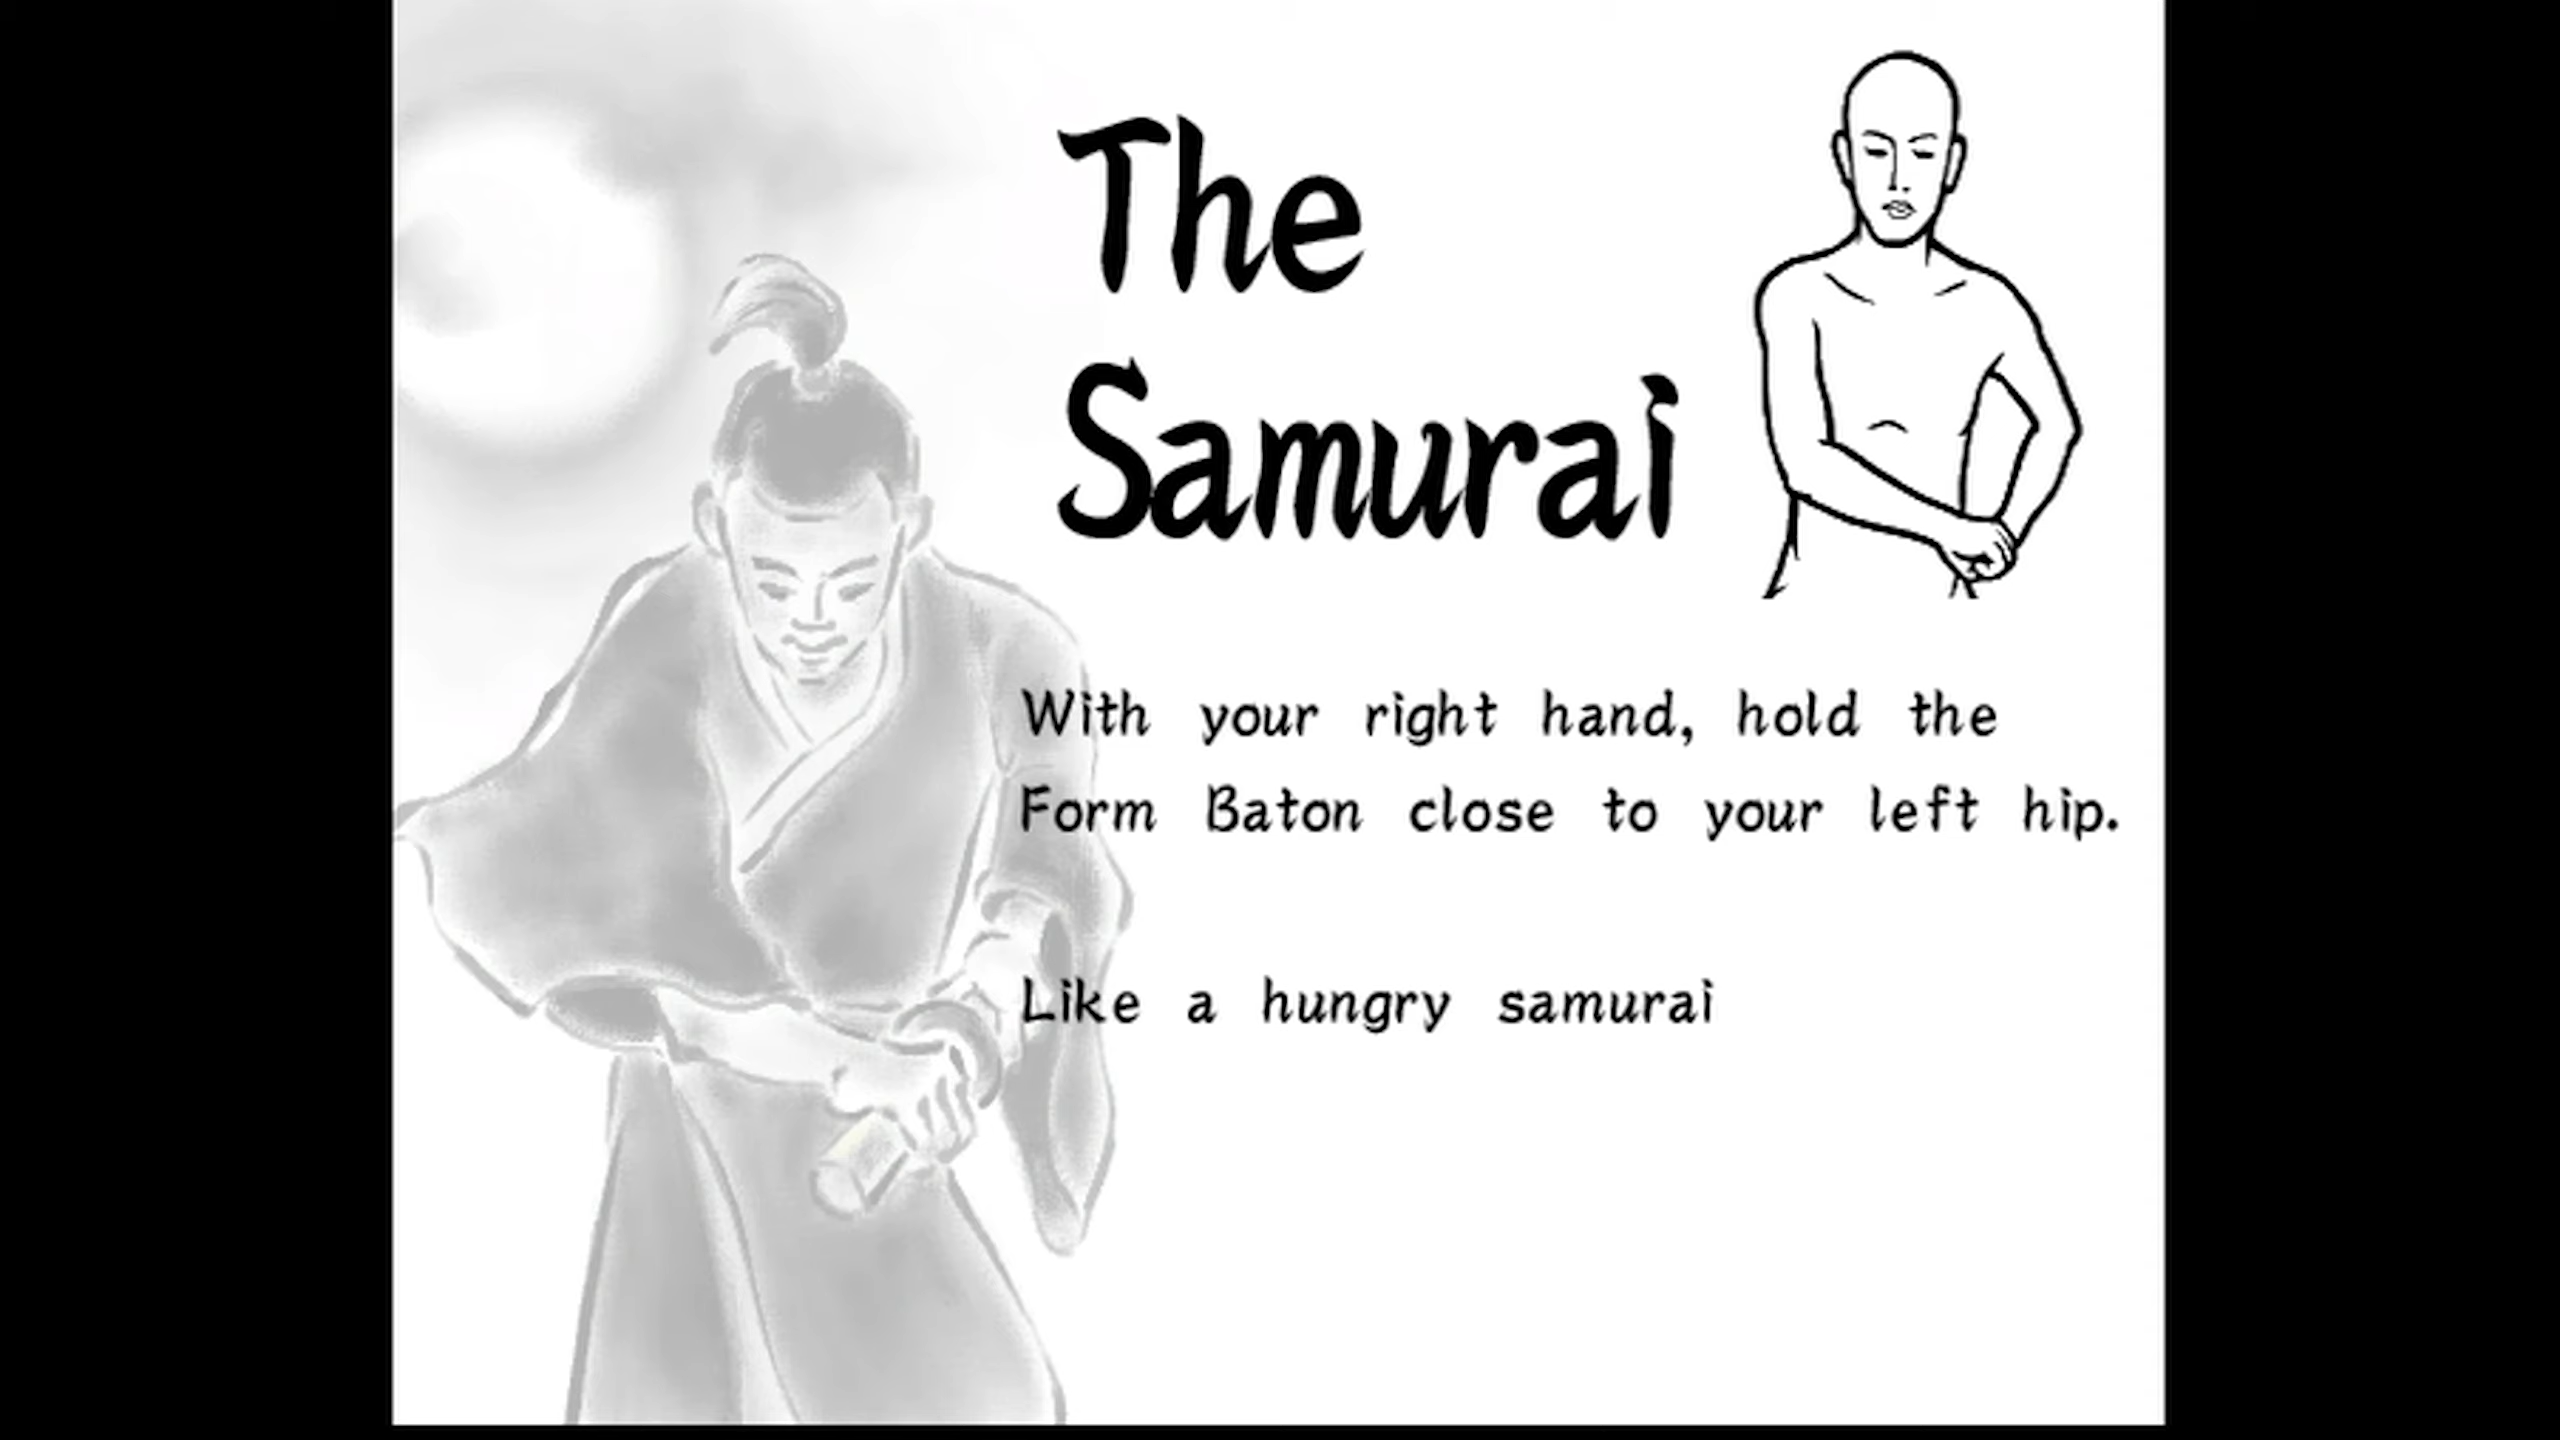 The
Samurai
With your right hand, hold the
Form Baton close to your left hip.
Like a hungry samurai